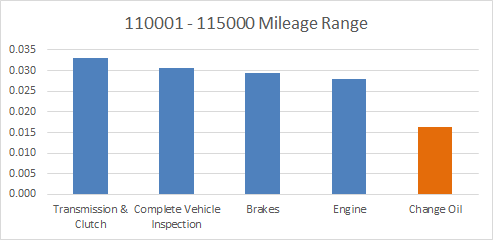 110001 - 115000 Mileage Range
0.035
0.030
0.025
0.020
0.015
0.010
0.005
0.000
Transmission & Complete Vehicle Brakes Engine Change Oil
Clutch Inspection